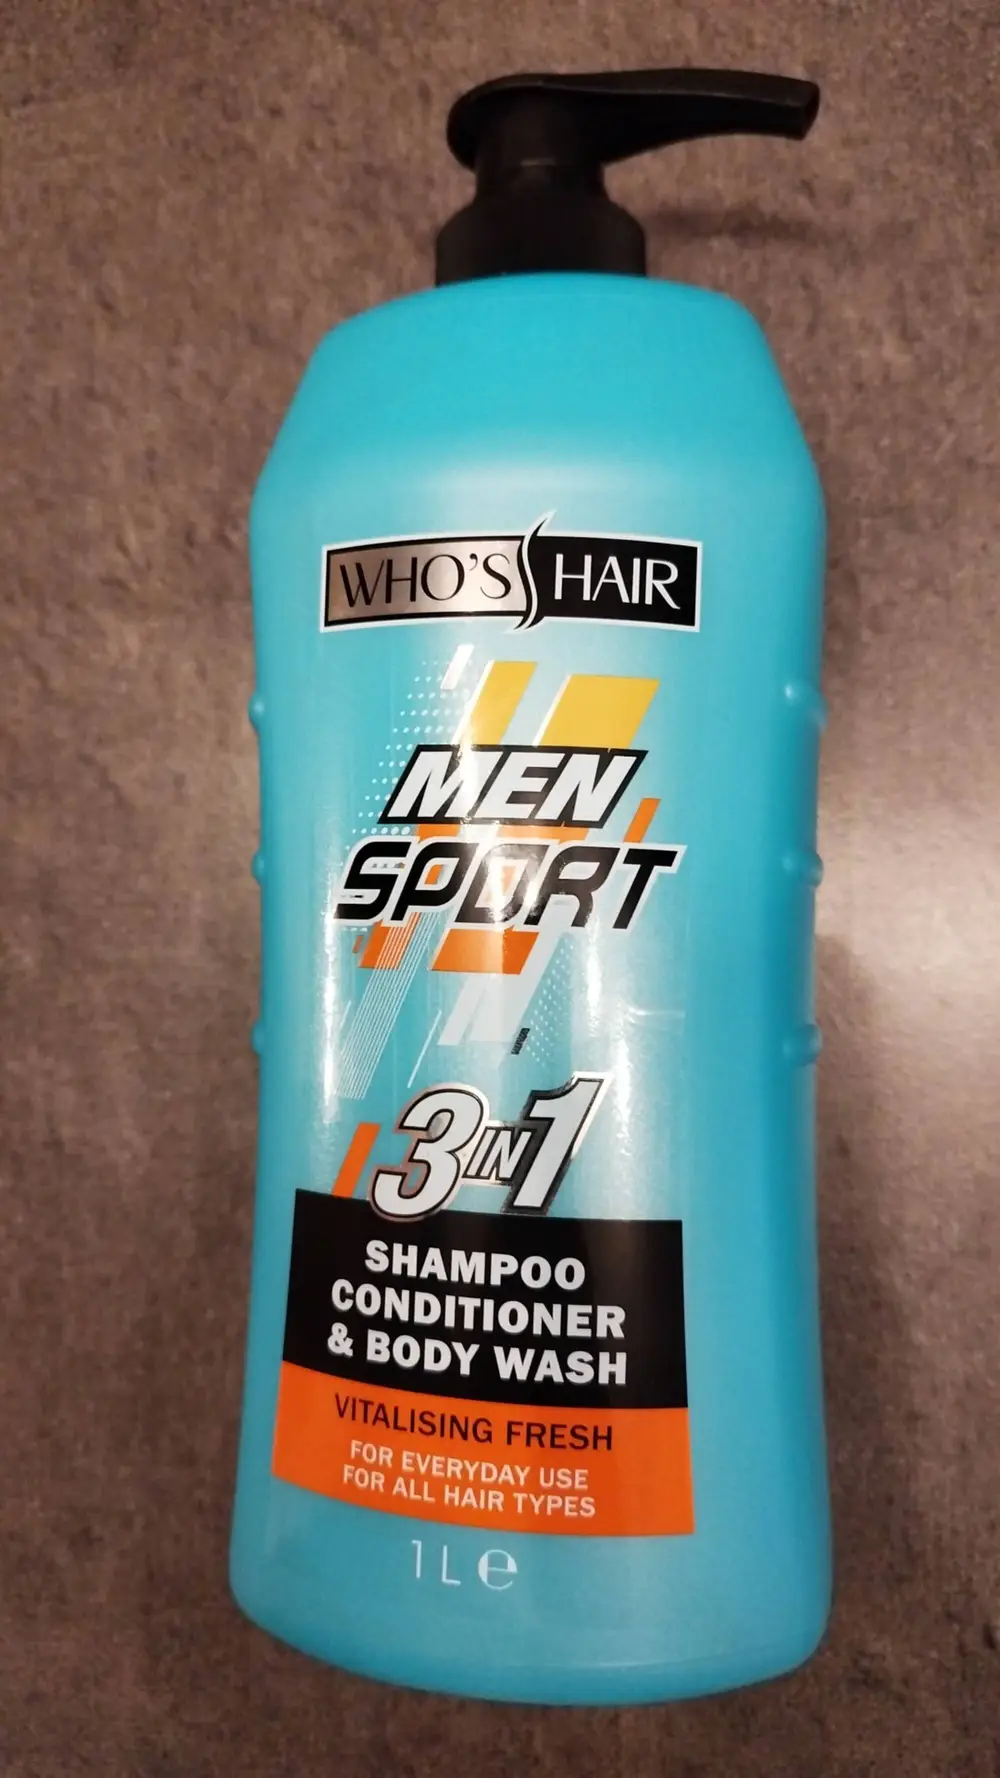 WHO'S HAIR
MEN
SPORT
3 IN 1
SHAMPOO
CONDITIONER
& BODY WASH
VITALISING FRESH
FOR EVERYDAY USE
FOR ALL HAIR TYPES
1 L ℮